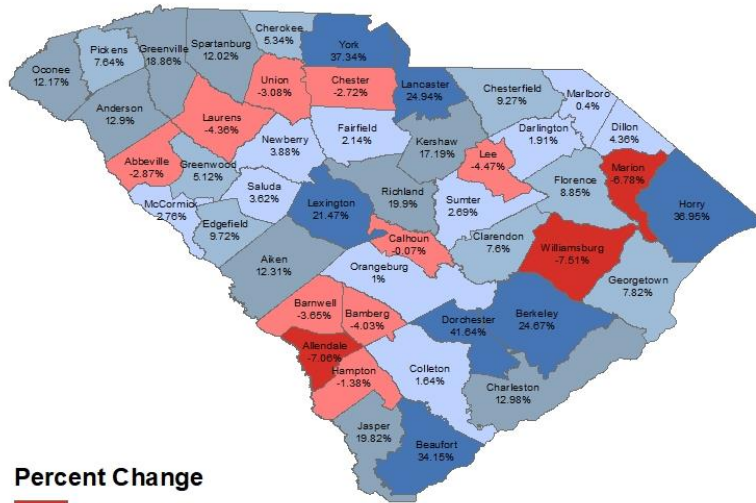 Cherokee
5.34%
York
37.34%
Spartanburg
12.02%
Greenville
18.86%
Pickens
7.64%
Oconee
12.17%
Union
-3.08%
Chester
-2.72%
Lancaster
24.94%
Chesterfield
9.27%
Marlboro
0.4%
Anderson
12.9%
Laurens
-4.36%
Newberry
3.88%
Fairfield
2.14%
Kershaw
17.19%
Darlington
1.91%
Dillon
4.36%
Abbeville
-2.87%
Greenwood
5.12%
Lee
-4.47%
Marion
-6.78%
McCormick
2.76%
Saluda
3.62%
Lexington
21.47%
Richland
19.9%
Sumter
2.69%
Florence
8.85%
Horry
36.95%
Edgefield
9.72%
Calhoun
-0.07%
Clarendon
7.6%
Williamsburg
-7.51%
Aiken
12.31%
Orangeburg
1%
Georgetown
7.82%
Barnwell
-3.65%
Bamberg
-4.03%
Dorchester
41.64%
Berkeley
24.67%
Allendale
-7.06%
Hampton
-1.38%
Colleton
1.64%
Charleston
12.98%
Jasper
19.82%
Beaufort
34.15%
Percent Change